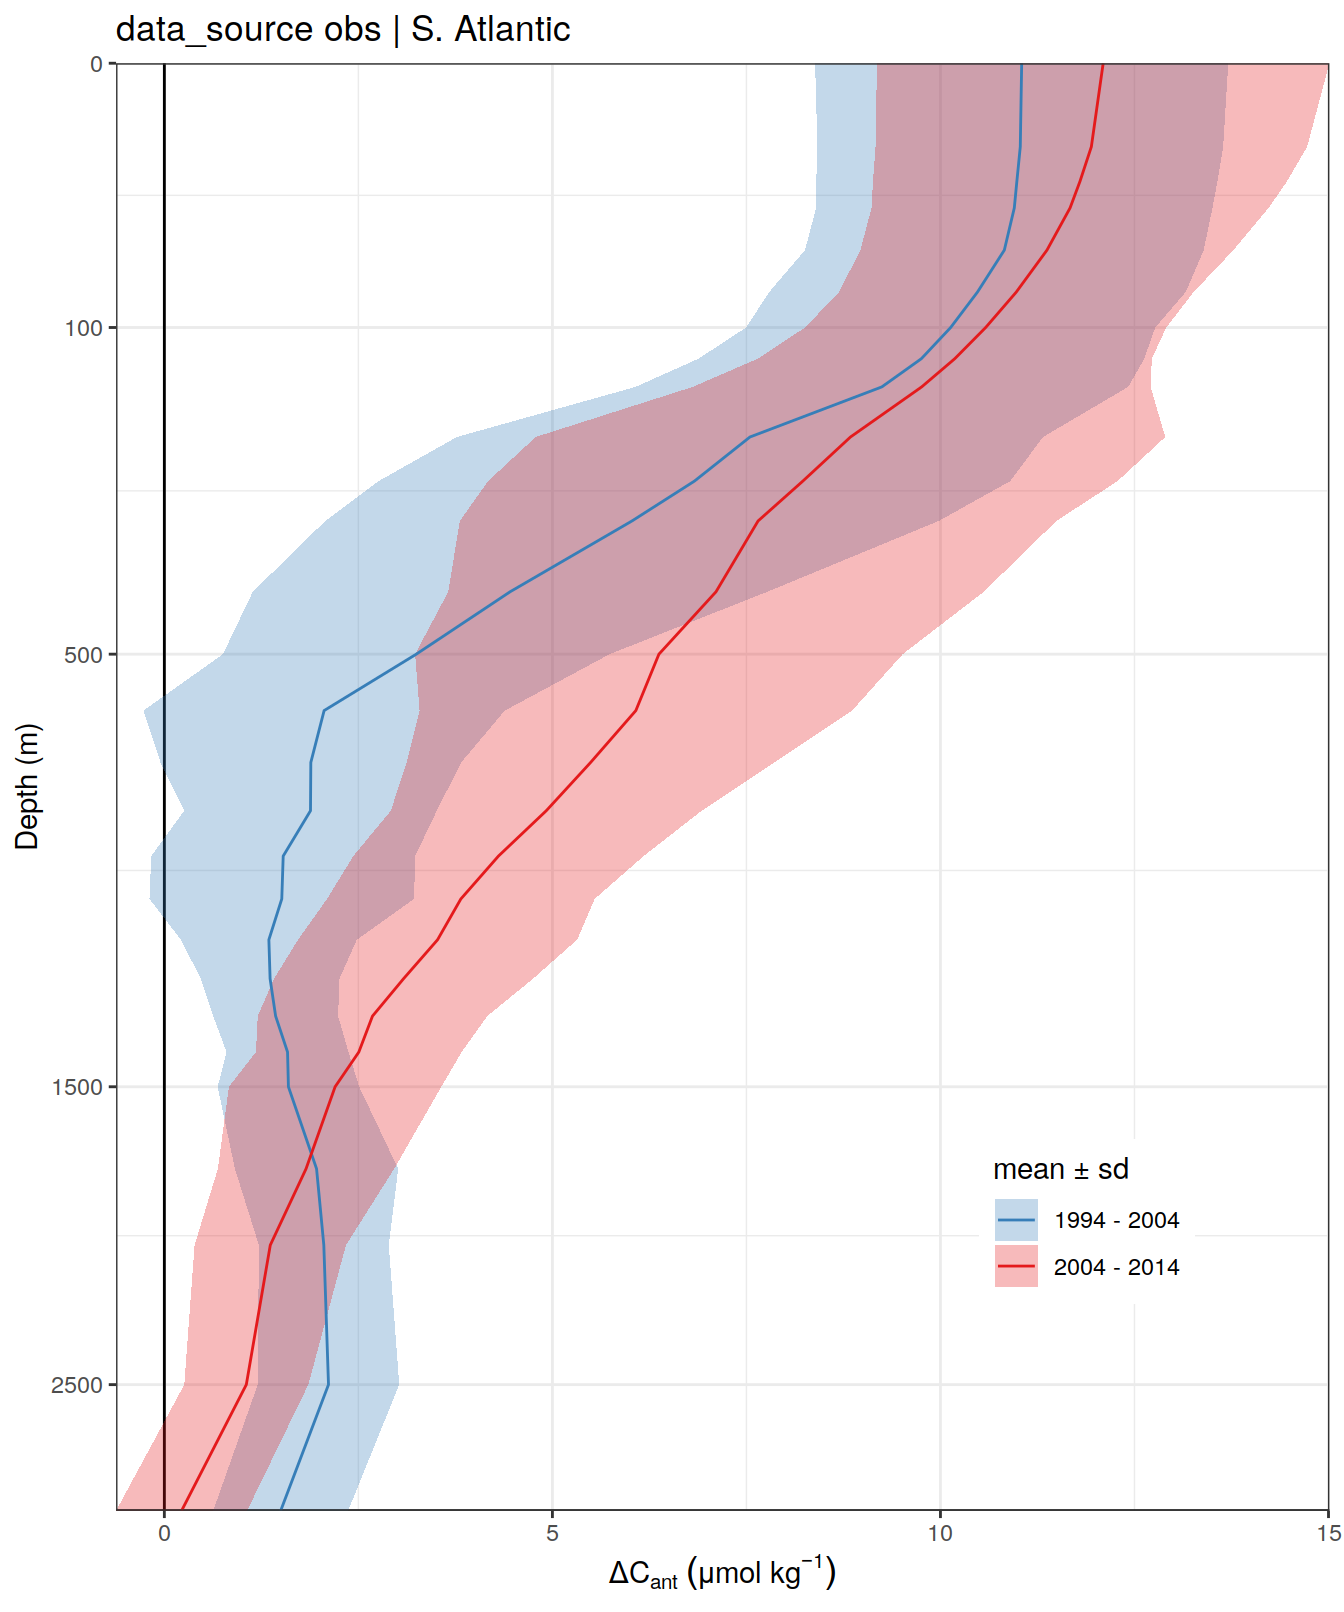 data_source obs | S. Atlantic
0
100
500
1500
2500
Depth (m)
mean ± sd
1994 - 2004
2004 - 2014
0 5 10 15
ΔCant (μmol kg⁻¹)